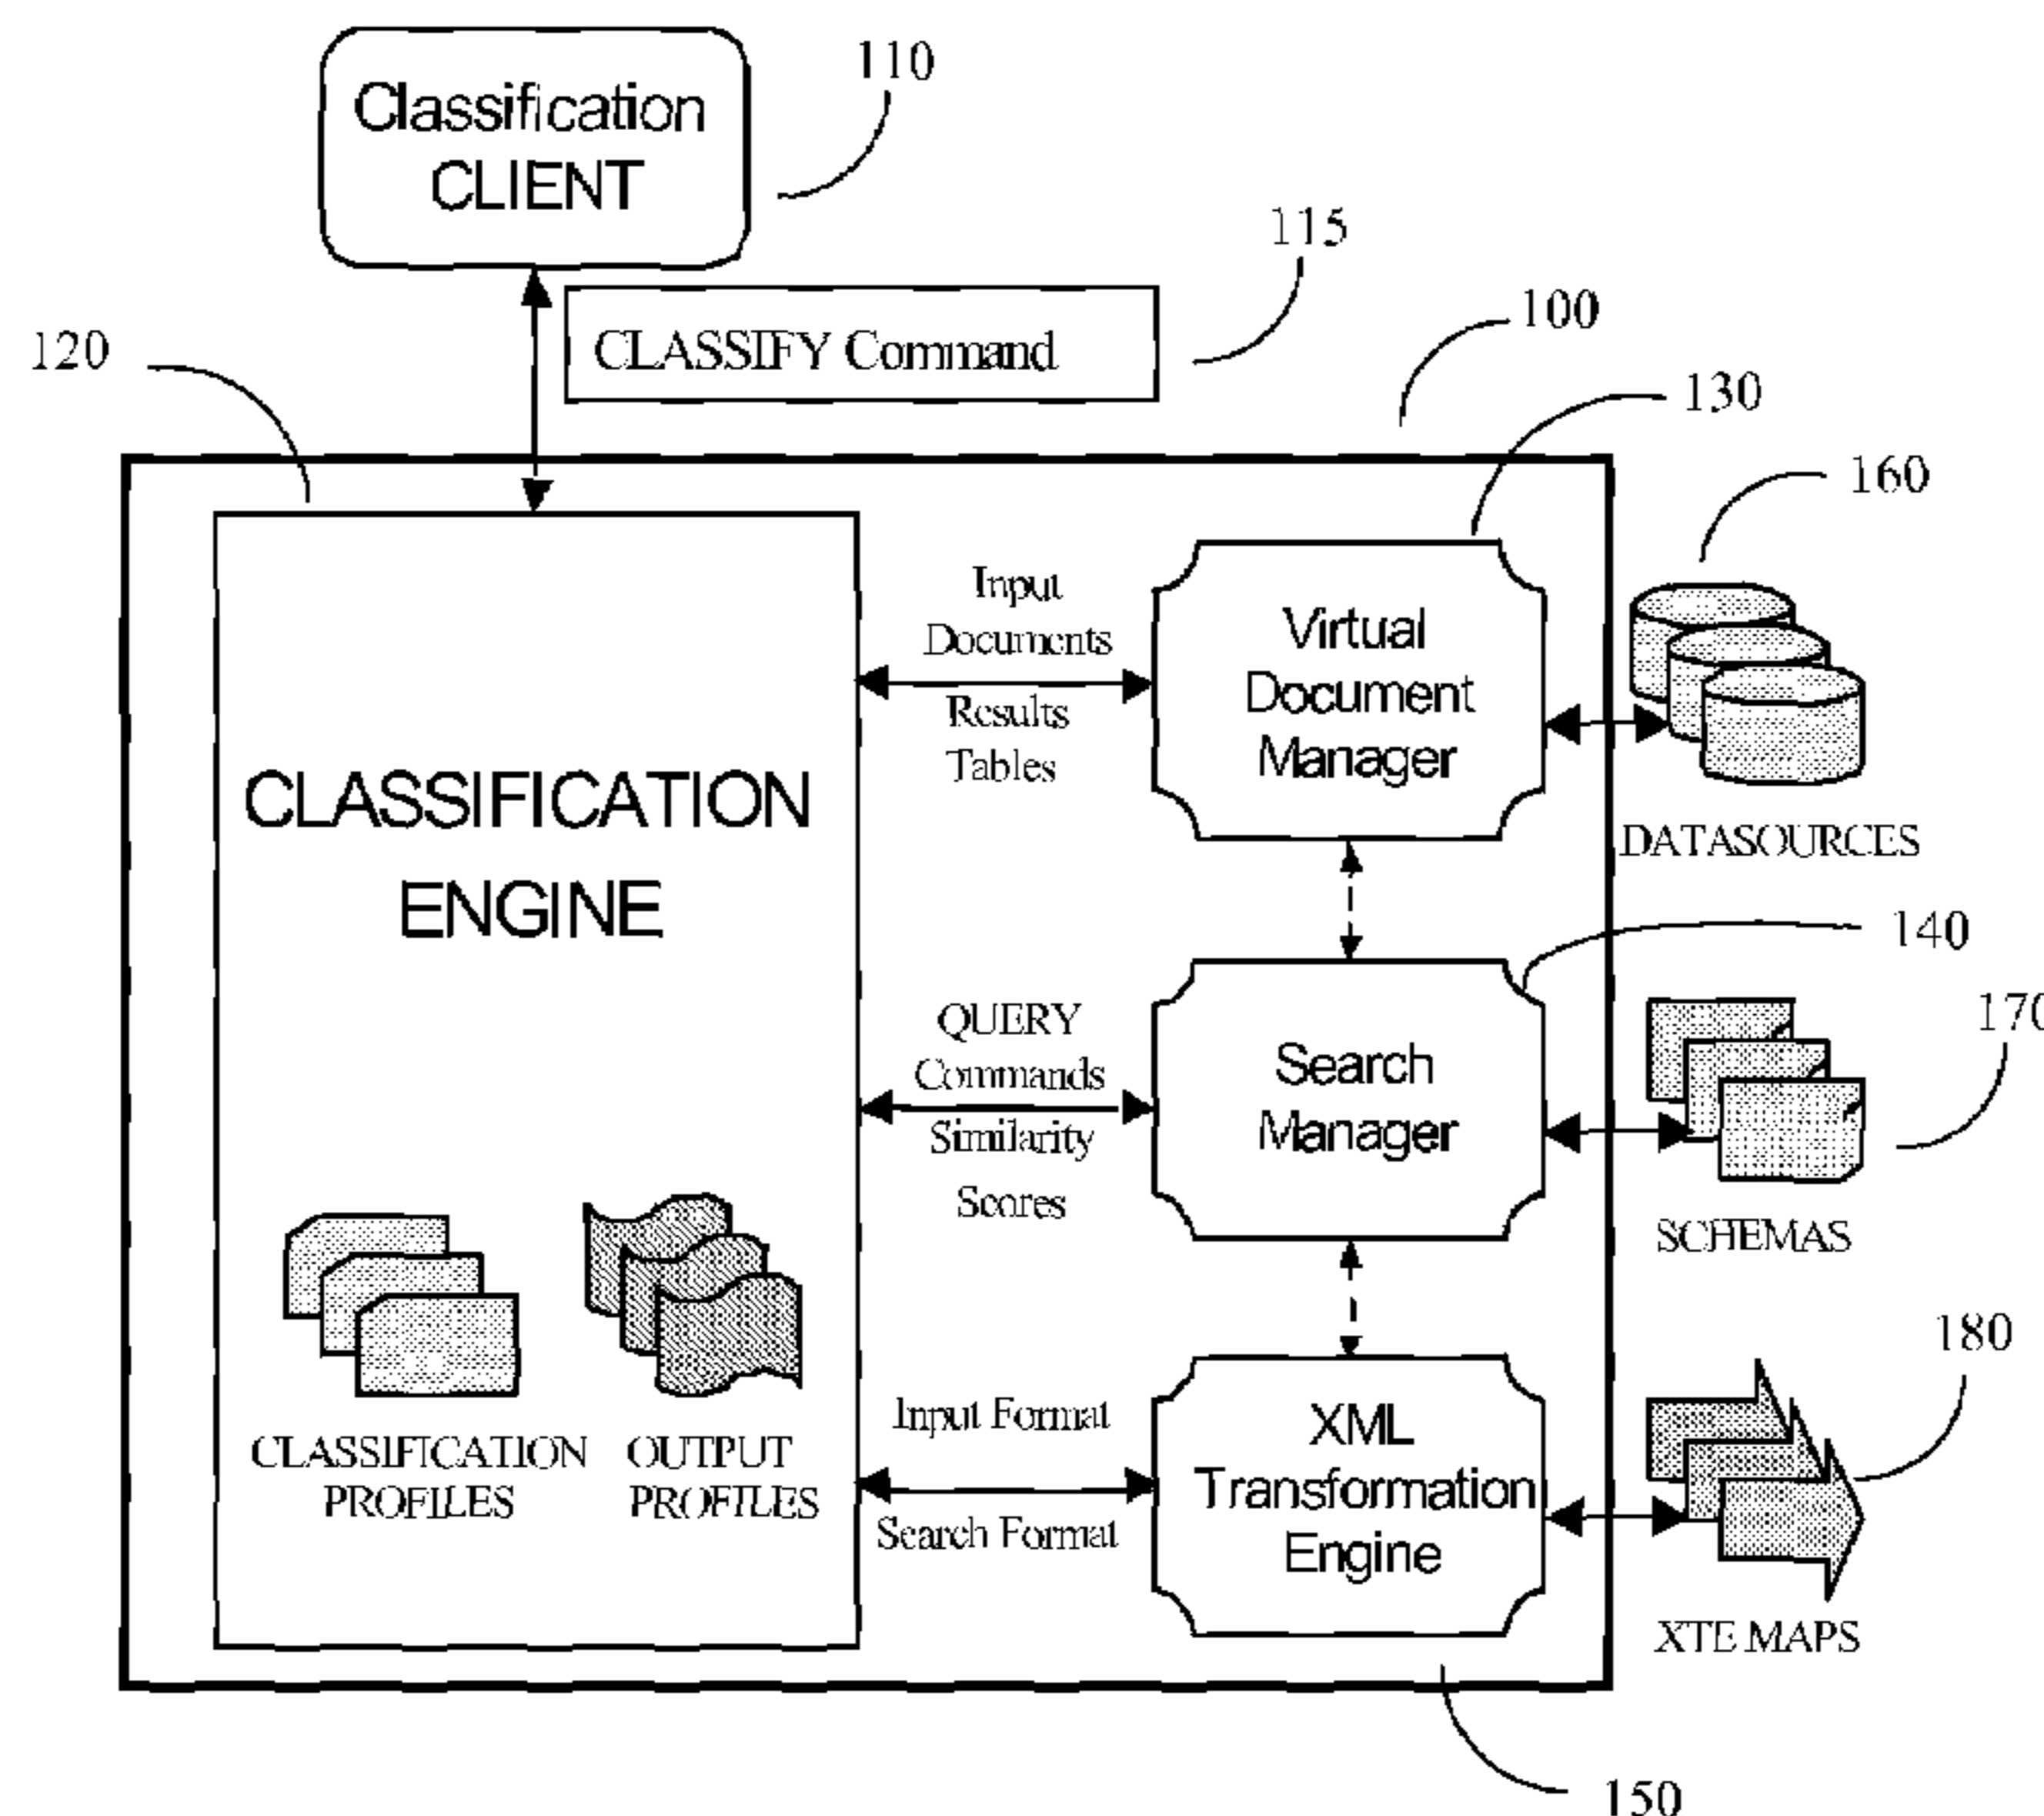 110
Classification
CLIENT
115
CLASSIFY Command
100
120
130
160
Input
Documents
Results
Tables
Virtual
Document
Manager
DATASOURCES
CLASSIFICATION
ENGINE
140
QUERY
Commands
Similarity
Scores
Search
Manager
170
SCHEMAS
CLASSIFICATION
PROFILES
OUTPUT
PROFILES
Input Format
Search Format
XML
Transformation
Engine
180
XTE MAPS
150